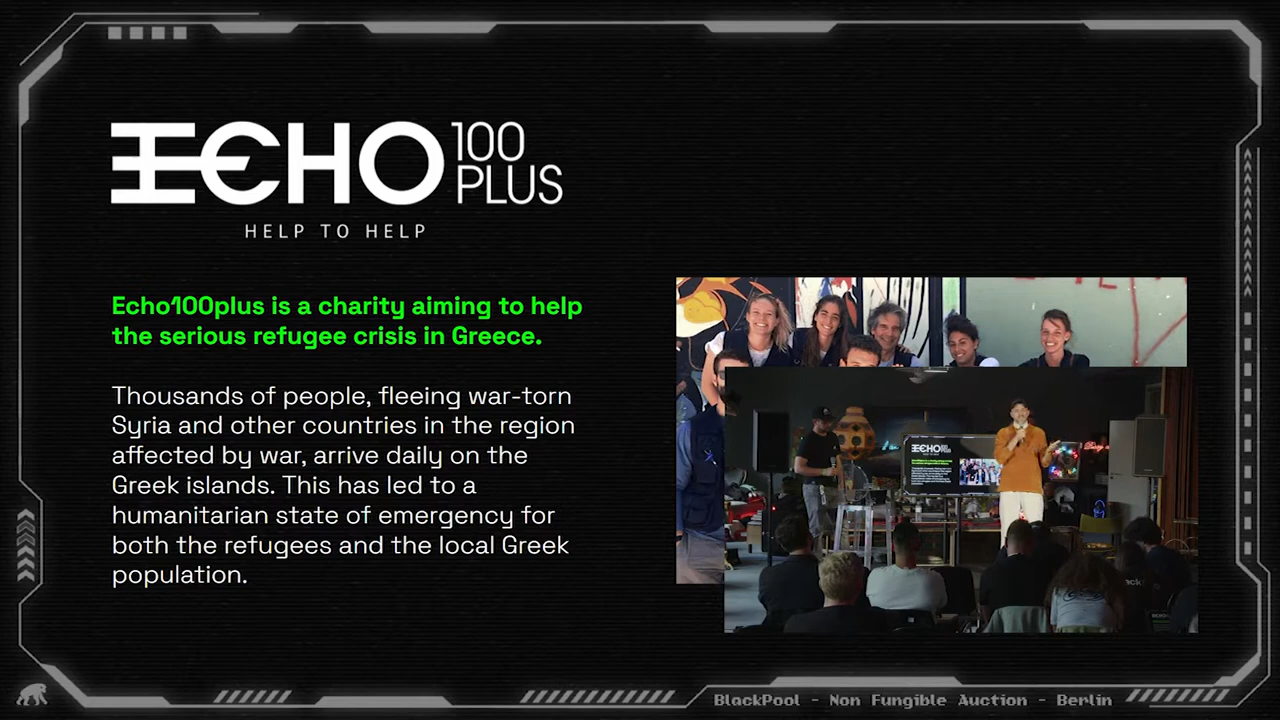 ECHO
100
PLUS
HELP TO HELP
Echo100plus is a charity aiming to help
the serious refugee crisis in Greece.
Thousands of people, fleeing war-torn
Syria and other countries in the region
affected by war, arrive daily on the
Greek islands. This has led to a
humanitarian state of emergency for
both the refugees and the local Greek
population.
BlackPool - Non Fungible Auction - Berlin